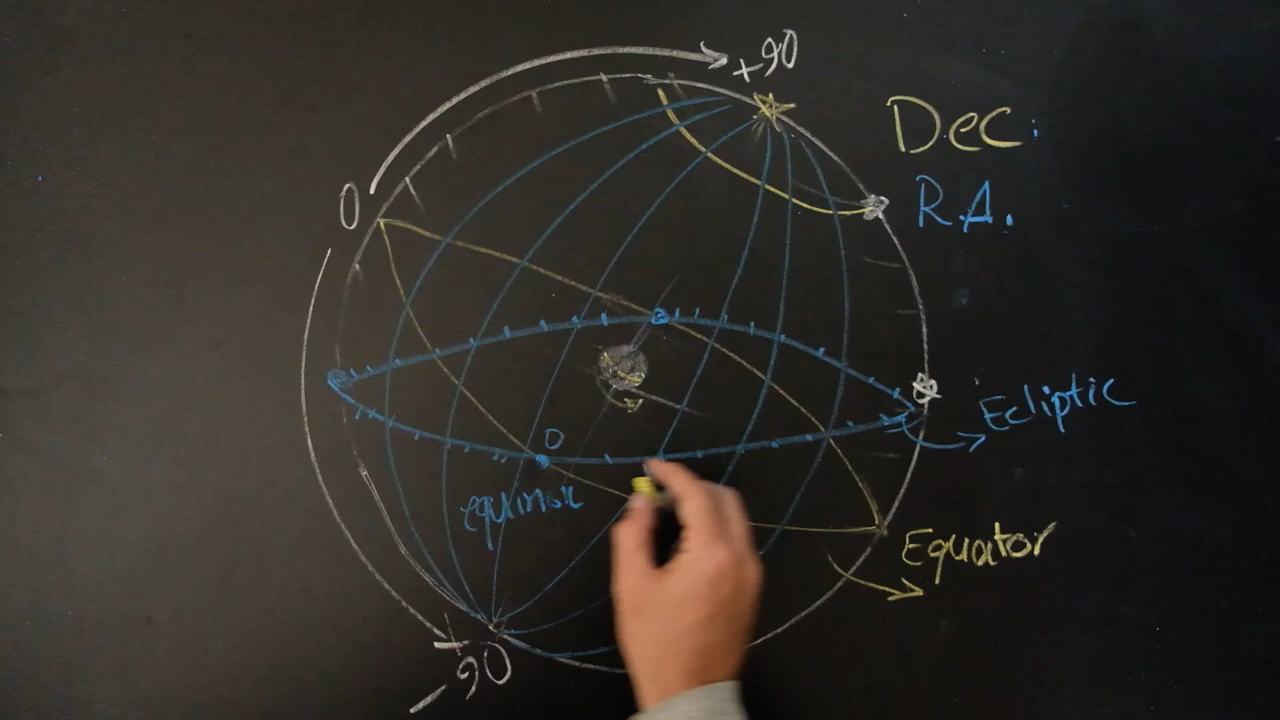 +90
Dec.
0
R.A.
Ecliptic
0
equinox
Equator
-90